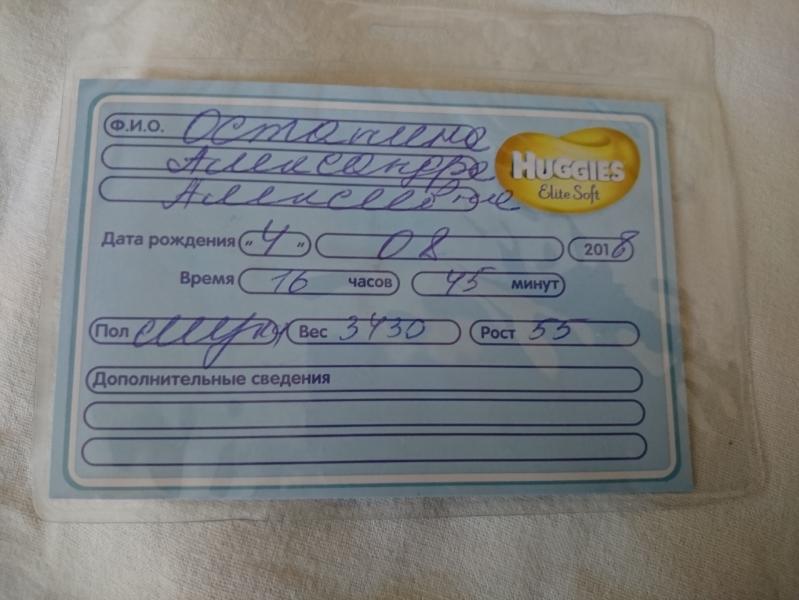 Ф.И.О. Останина
Александра
Алексеевна
HUGGIES
Elite Soft
Дата рождения " 4 " 08 2018
Время 16 часов 45 минут
Пол муж Вес 3430 Рост 55
Дополнительные сведения